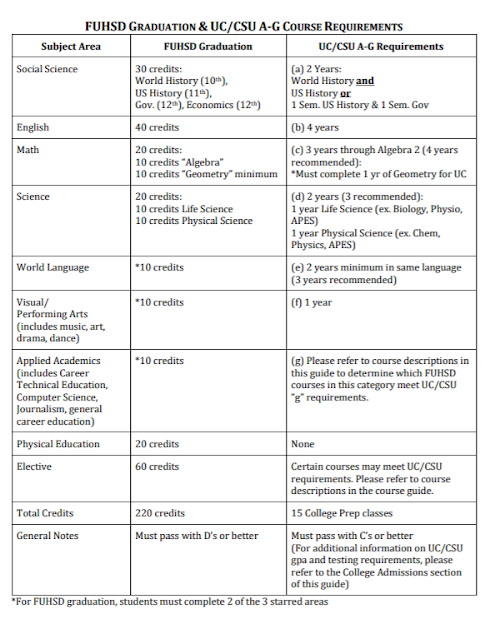 FUHSD GRADUATION & UC/CSU A-G COURSE REQUIREMENTS
Subject Area FUHSD Graduation UC/CSU A-G Requirements
Social Science
30 credits:
World History (10th),
US History (11th),
Gov. (12th), Economics (12th)
(a) 2 Years:
World History and
US History or
1 Sem. US History & 1 Sem. Gov
English 40 credits (b) 4 years
Math
20 credits:
10 credits "Algebra"
10 credits "Geometry" minimum
(c) 3 years through Algebra 2 (4 years
recommended):
*Must complete 1 yr of Geometry for UC
Science
20 credits:
10 credits Life Science
10 credits Physical Science
(d) 2 years (3 recommended):
1 year Life Science (ex. Biology, Physio,
APES)
1 year Physical Science (ex. Chem,
Physics, APES)
World Language
*10 credits
(e) 2 years minimum in same language
(3 years recommended)
Visual/
Performing Arts
(includes music, art,
drama, dance)
*10 credits
(f) 1 year
Applied Academics
(includes Career
Technical Education,
Computer Science,
Journalism, general
career education)
*10 credits
(g) Please refer to course descriptions in
this guide to determine which FUHSD
courses in this category meet UC/CSU
"g" requirements.
Physical Education 20 credits None
Elective
60 credits
Certain courses may meet UC/CSU
requirements. Please refer to course
descriptions in the course guide.
Total Credits 220 credits 15 College Prep classes
General Notes
Must pass with D's or better
Must pass with C's or better
(For additional information on UC/CSU
gpa and testing requirements, please
refer to the College Admissions section
of this guide)
*For FUHSD graduation, students must complete 2 of the 3 starred areas